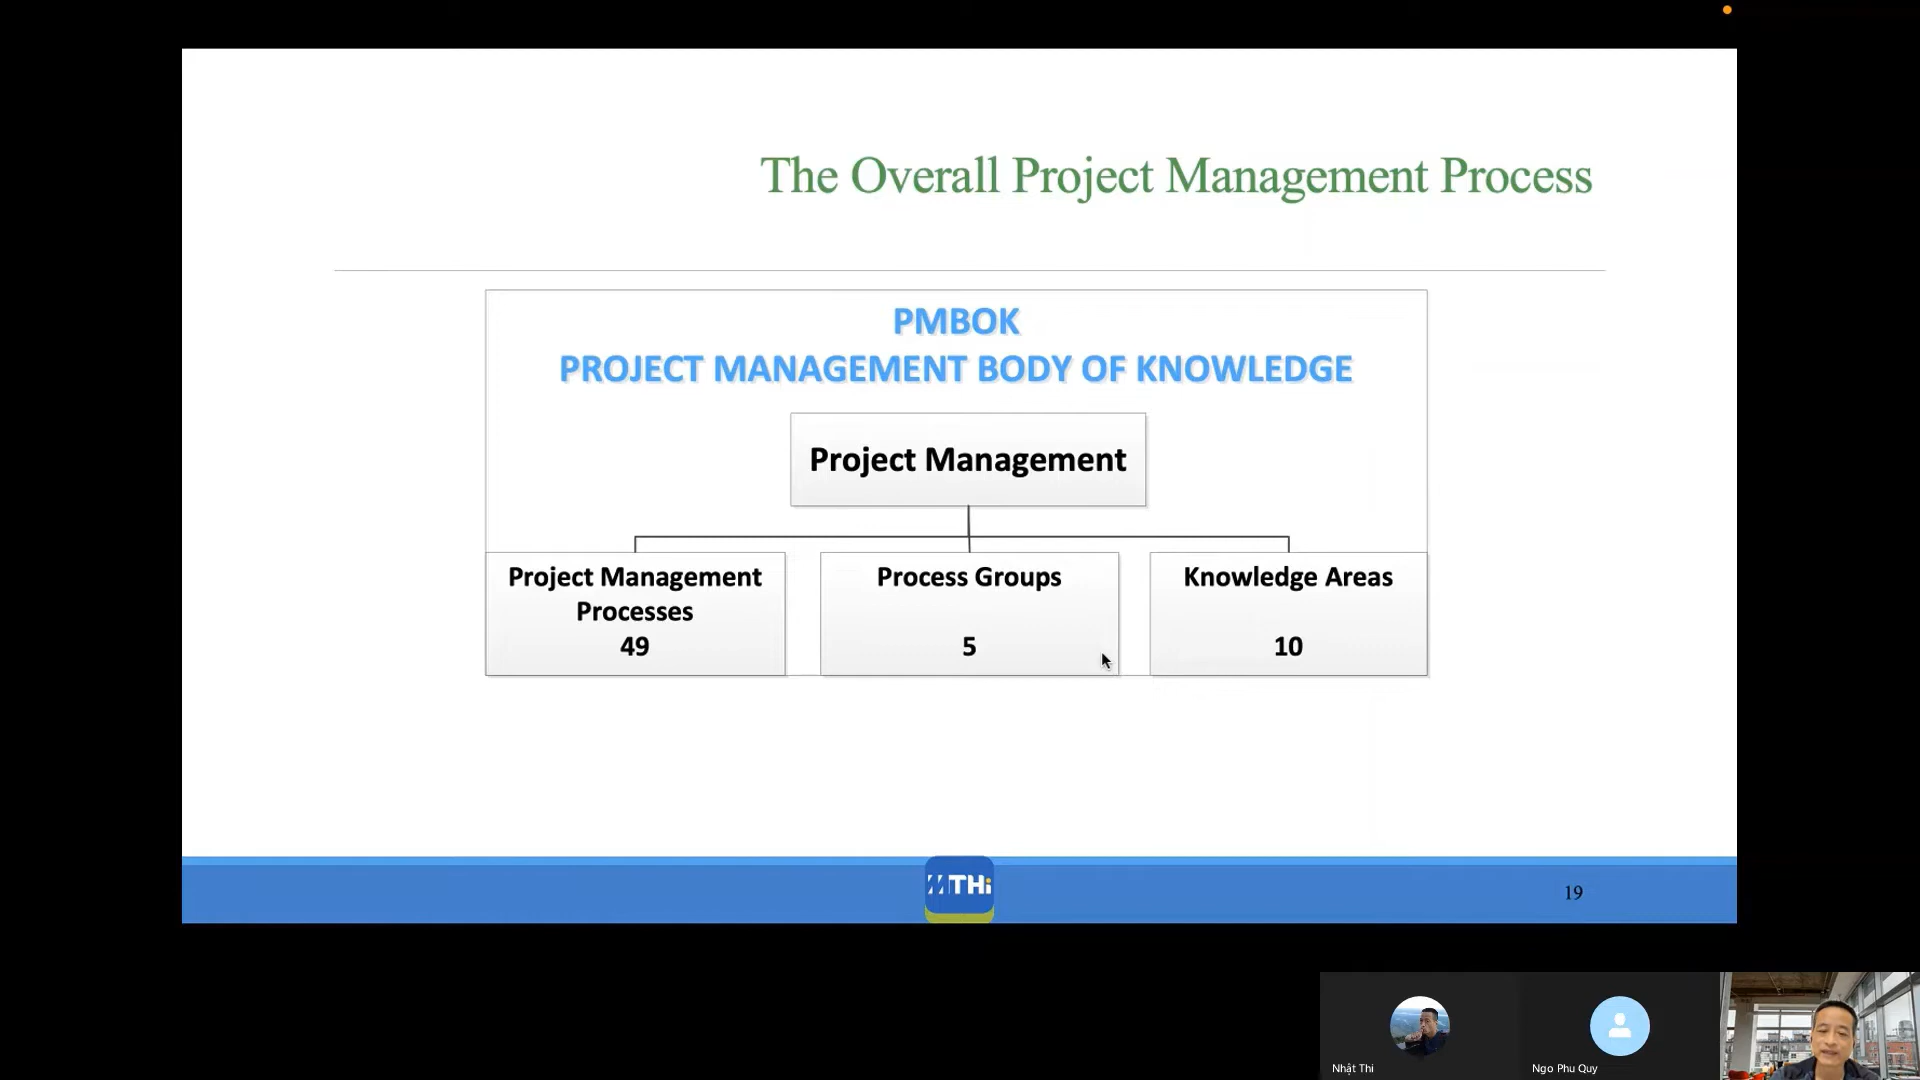 The Overall Project Management Process
PMBOK
PROJECT MANAGEMENT BODY OF KNOWLEDGE
Project Management
Project Management
Processes
49
Process Groups
5
Knowledge Areas
10
MTHi
19
Nhật Thi
Ngo Phu Quy